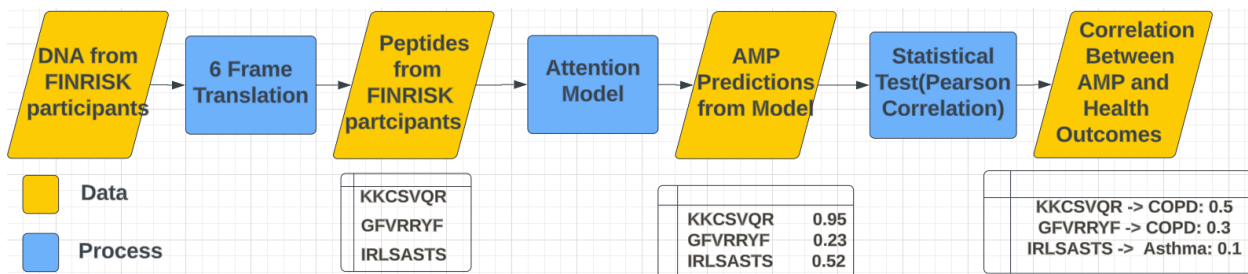 DNA from
FINRISK
participants
6 Frame
Translation
Peptides
from
FINRISK
partcipants
Attention
Model
AMP
Predictions
from Model
Statistical
Test(Pearson
Correlation)
Correlation
Between
AMP and
Health
Outcomes
Data
Process
KKCSVQR
GFVRRYF
IRLSASTS
KKCSVQR 0.95
GFVRRYF 0.23
IRLSASTS 0.52
KKCSVQR -> COPD: 0.5
GFVRRYF -> COPD: 0.3
IRLSASTS -> Asthma: 0.1